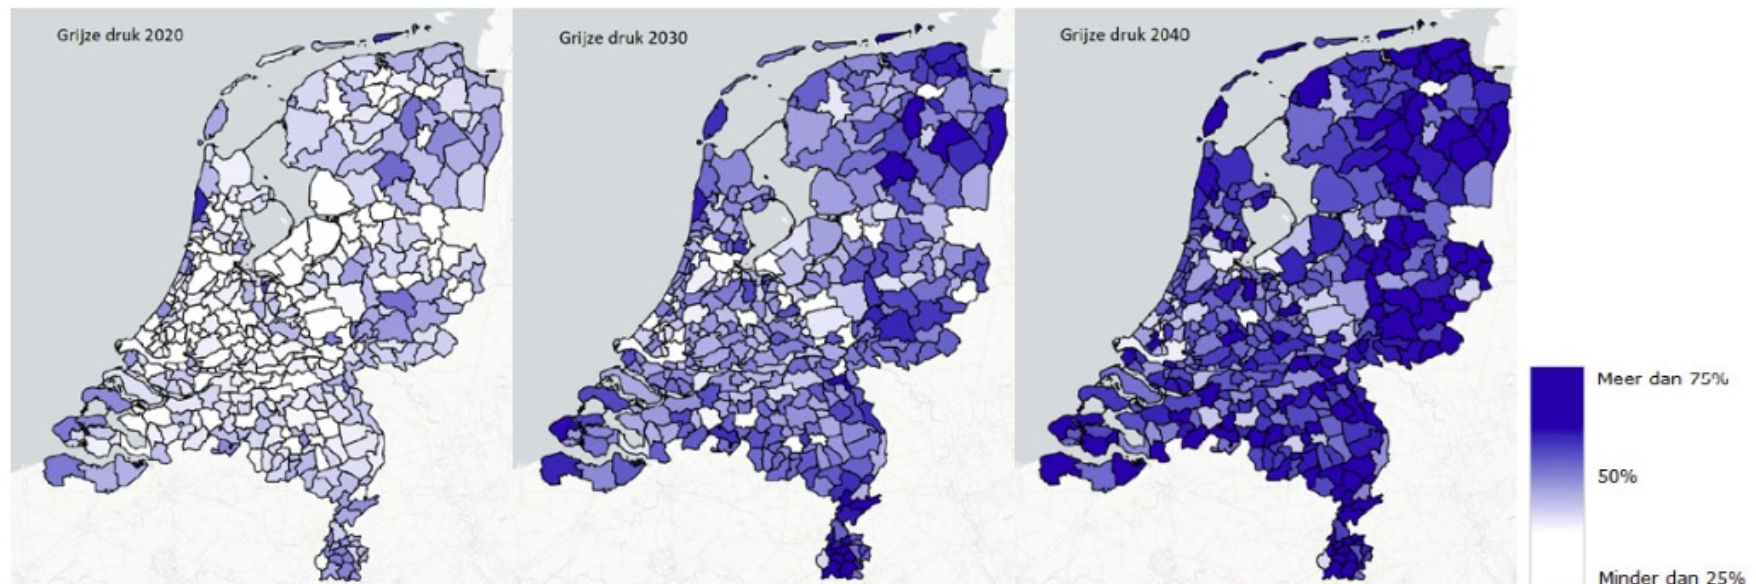 Grijze druk 2020
Grijze druk 2030
Grijze druk 2040
Meer dan 75%
50%
Minder dan 25%